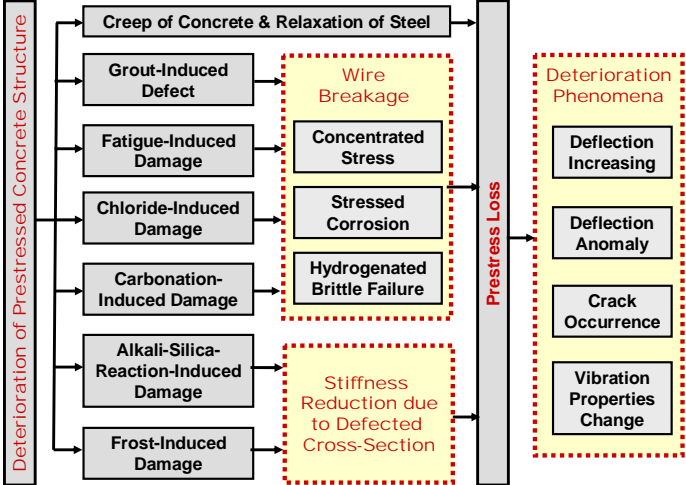 Deterioration of Prestressed Concrete Structure
Creep of Concrete & Relaxation of Steel
Grout-Induced
Defect
Fatigue-Induced
Damage
Chloride-Induced
Damage
Carbonation-
Induced Damage
Alkali-Silica-
Reaction-Induced
Damage
Frost-Induced
Damage
Wire
Breakage
Concentrated
Stress
Stressed
Corrosion
Hydrogenated
Brittle Failure
Stiffness
Reduction due
to Defected
Cross-Section
Prestress Loss
Deterioration
Phenomena
Deflection
Increasing
Deflection
Anomaly
Crack
Occurrence
Vibration
Properties
Change